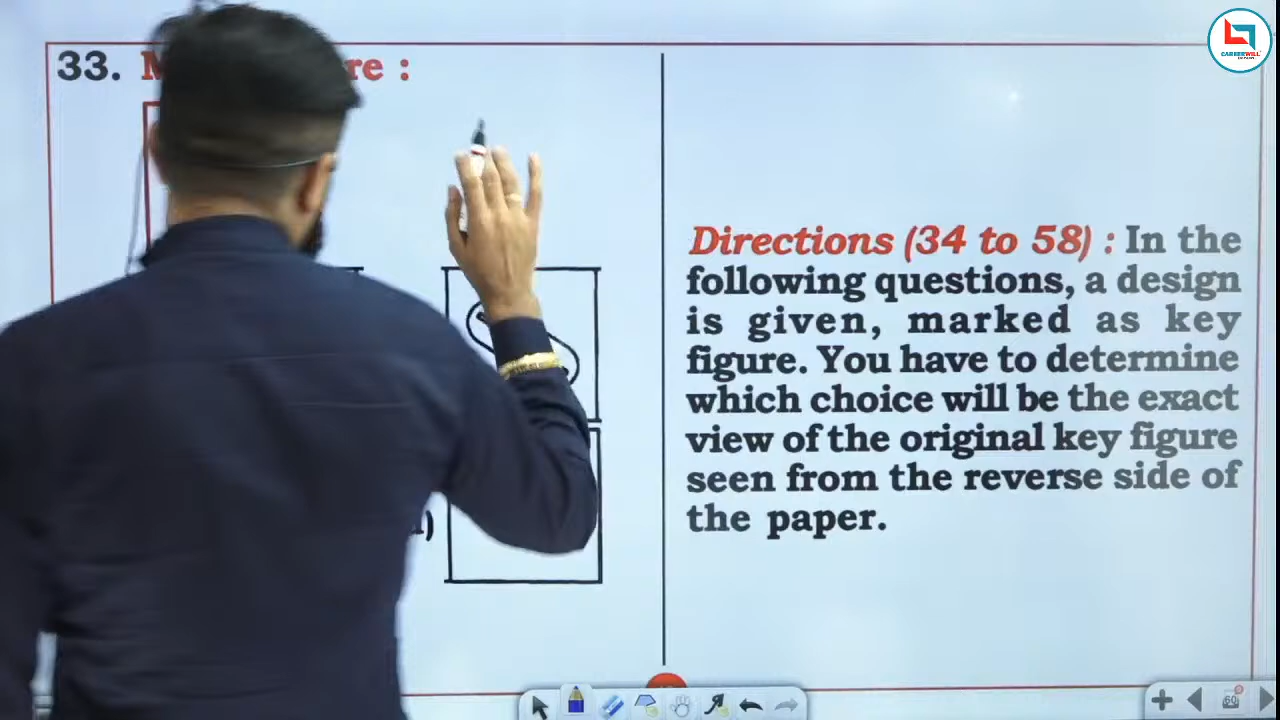 33.
re :
Directions (34 to 58) : In the
following questions, a design
is given, marked as key
figure. You have to determine
which choice will be the exact
view of the original key figure
seen from the reverse side of
the paper.
CAREERWILL
60